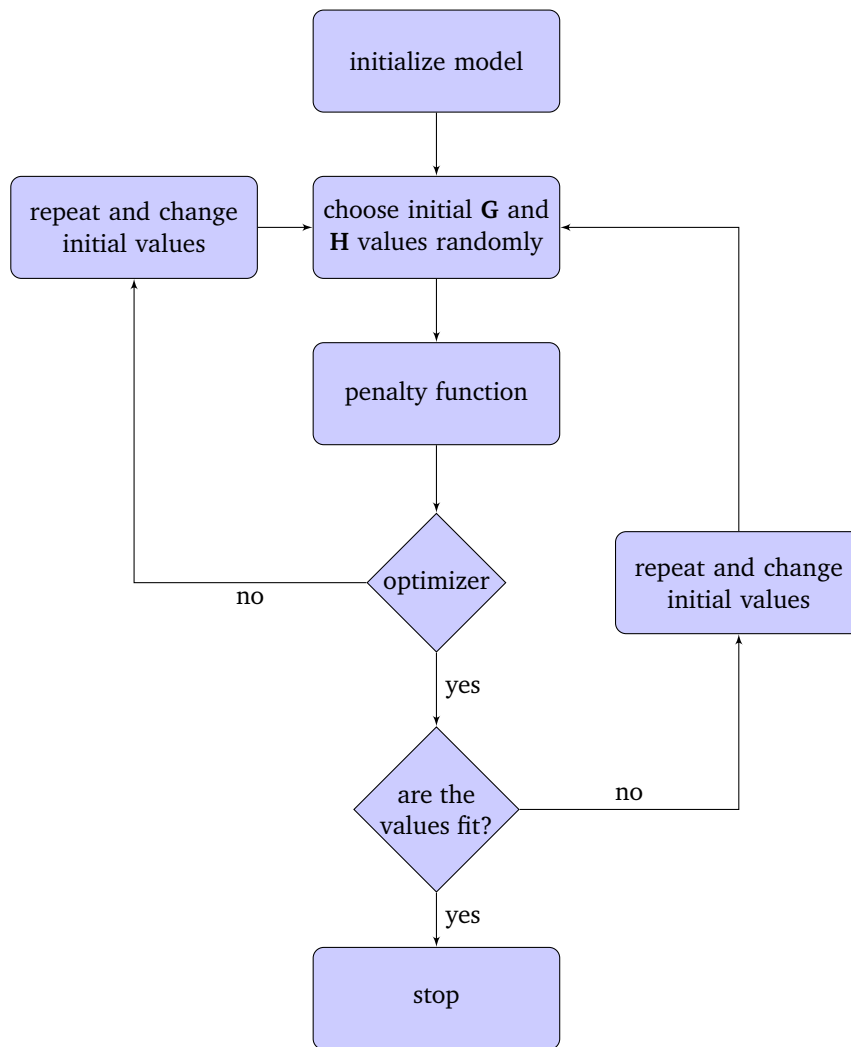 initialize model
repeat and change
initial values
choose initial G and
H values randomly
penalty function
optimizer
no
repeat and change
initial values
yes
are the
values fit?
no
yes
stop